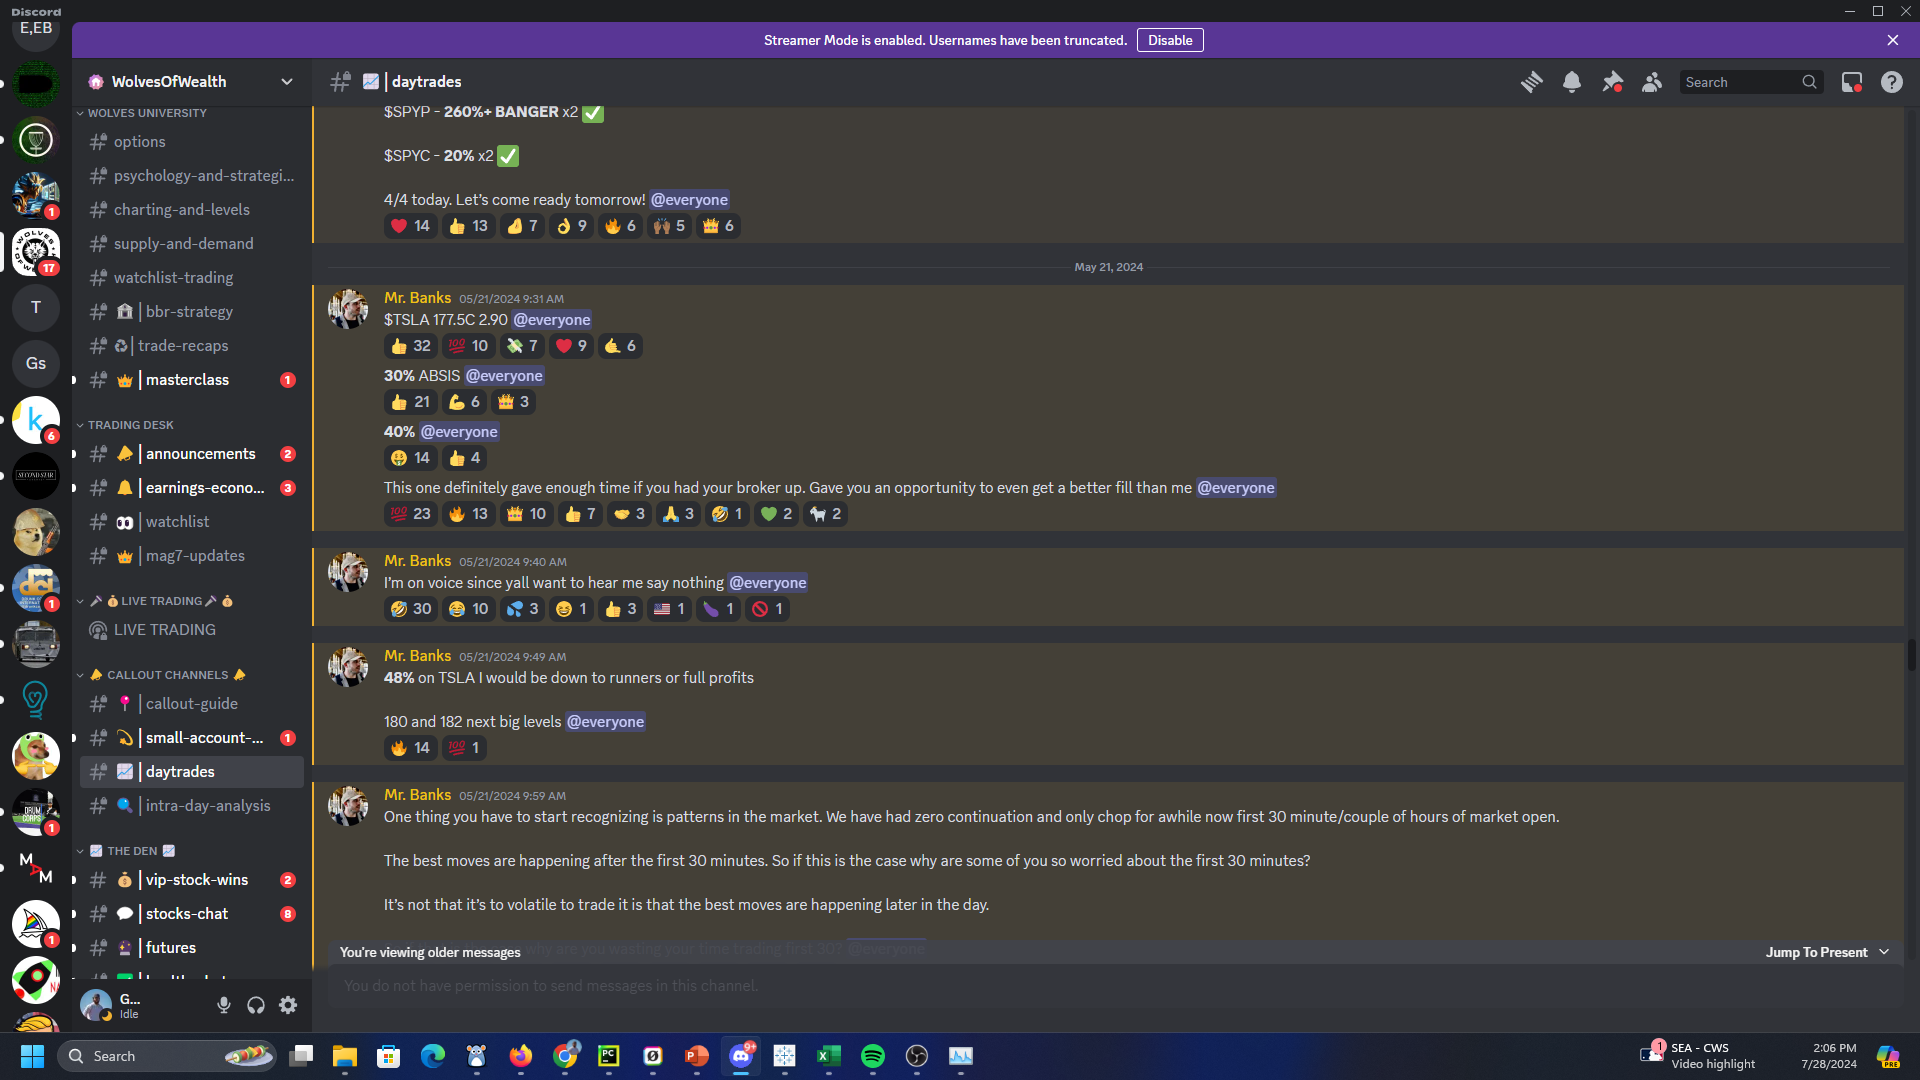 Discord
Streamer Mode is enabled. Usernames have been truncated. Disable
E,EB
1
17
T
Gs
k
6
SECOND STAR
dci
1
DRUM CORPS
1
M A M
1
WolvesOfWealth
WOLVES UNIVERSITY
options
psychology-and-strategi...
charting-and-levels
supply-and-demand
watchlist-trading
bbr-strategy
trade-recaps
masterclass 1
TRADING DESK
announcements 2
earnings-econo... 3
watchlist
mag7-updates
LIVE TRADING
LIVE TRADING
CALLOUT CHANNELS
callout-guide
small-account-... 1
daytrades
intra-day-analysis
THE DEN
vip-stock-wins 2
stocks-chat 8
futures
G...
Idle
daytrades
Search
$SPYP - 260%+ BANGER x2
$SPYC - 20% x2
4/4 today. Let's come ready tomorrow! @everyone
14 13 7 9 6 5 6
May 21, 2024
Mr. Banks 05/21/2024 9:31 AM
$TSLA 177.5C 2.90 @everyone
32 10 7 9 6
30% ABSIS @everyone
21 6 3
40% @everyone
14 4
This one definitely gave enough time if you had your broker up. Gave you an opportunity to even get a better fill than me @everyone
23 13 10 7 3 3 1 2 2
Mr. Banks 05/21/2024 9:40 AM
I'm on voice since yall want to hear me say nothing @everyone
30 10 3 1 3 1 1 1
Mr. Banks 05/21/2024 9:49 AM
48% on TSLA I would be down to runners or full profits
180 and 182 next big levels @everyone
14 1
Mr. Banks 05/21/2024 9:59 AM
One thing you have to start recognizing is patterns in the market. We have had zero continuation and only chop for awhile now first 30 minute/couple of hours of market open.
The best moves are happening after the first 30 minutes. So if this is the case why are some of you so worried about the first 30 minutes?
It's not that it's to volatile to trade it is that the best moves are happening later in the day.
why are you wasting your time trading first 30? @everyone
You're viewing older messages Jump To Present
You do not have permission to send messages in this channel.
Search
PC
9+
1
SEA - CWS
Video highlight
2:06 PM
7/28/2024
PRE